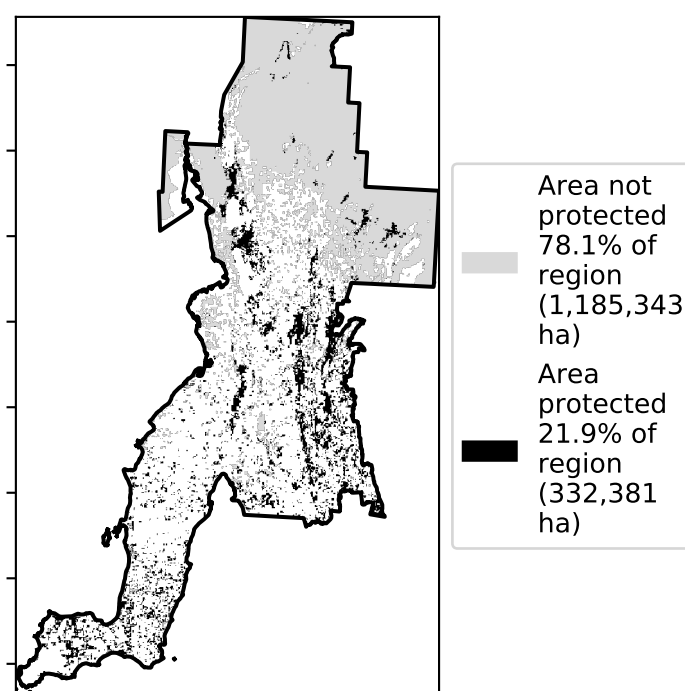 Area not
protected
78.1% of
region
(1,185,343
ha)
Area
protected
21.9% of
region
(332,381
ha)